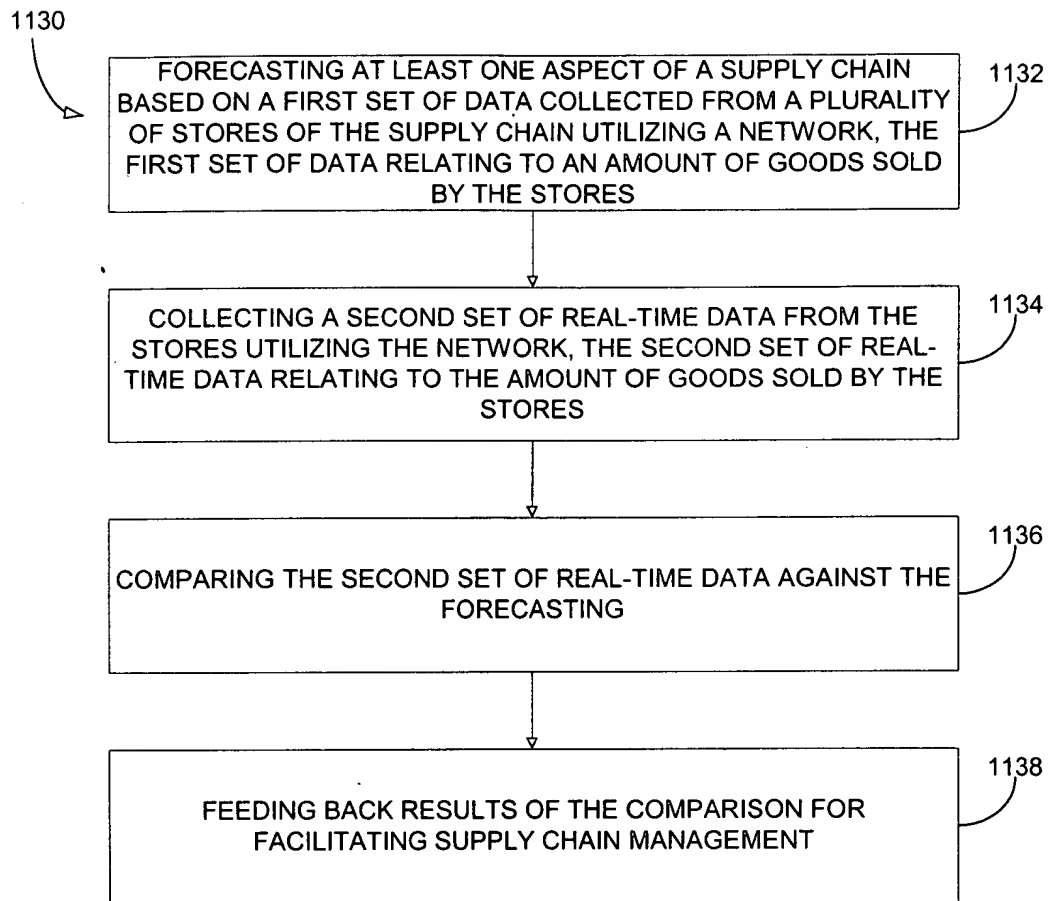 1130
FORECASTING AT LEAST ONE ASPECT OF A SUPPLY CHAIN
BASED ON A FIRST SET OF DATA COLLECTED FROM A PLURALITY
OF STORES OF THE SUPPLY CHAIN UTILIZING A NETWORK, THE
FIRST SET OF DATA RELATING TO AN AMOUNT OF GOODS SOLD
BY THE STORES
1132
COLLECTING A SECOND SET OF REAL-TIME DATA FROM THE
STORES UTILIZING THE NETWORK, THE SECOND SET OF REAL-
TIME DATA RELATING TO THE AMOUNT OF GOODS SOLD BY THE
STORES
1134
COMPARING THE SECOND SET OF REAL-TIME DATA AGAINST THE
FORECASTING
1136
FEEDING BACK RESULTS OF THE COMPARISON FOR
FACILITATING SUPPLY CHAIN MANAGEMENT
1138